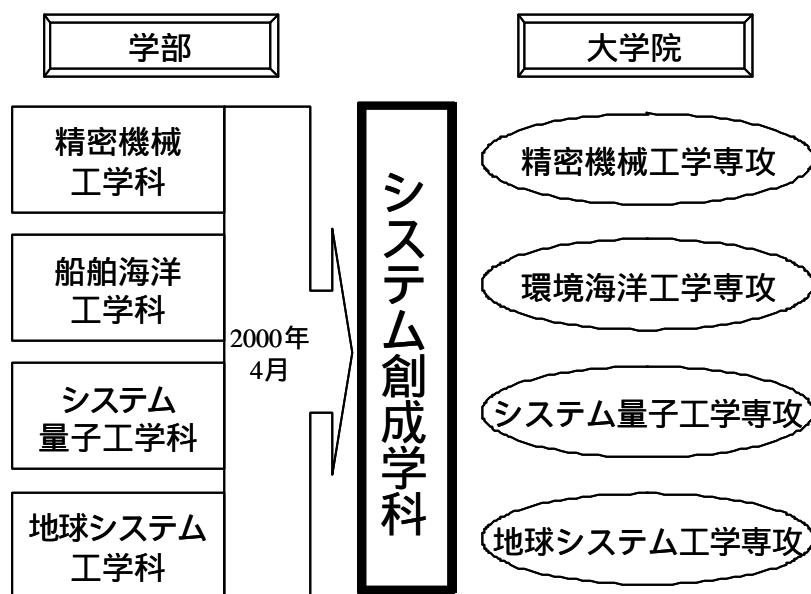 学部
大学院
精密機械
工学科
船舶海洋
工学科
システム
量子工学科
地球システム
工学科
2000年
4月
システム創成学科
精密機械工学専攻
環境海洋工学専攻
システム量子工学専攻
地球システム工学専攻